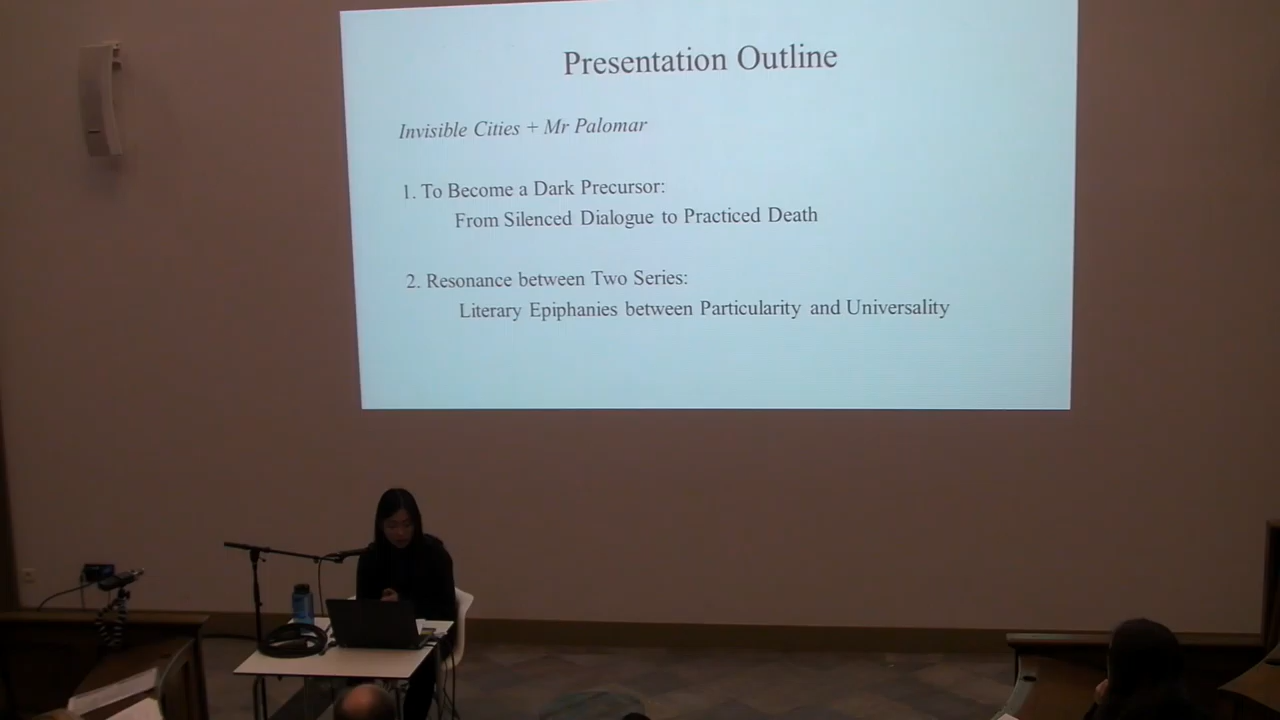 Presentation Outline
Invisible Cities + Mr Palomar
1. To Become a Dark Precursor:
From Silenced Dialogue to Practiced Death
2. Resonance between Two Series:
Literary Epiphanies between Particularity and Universality